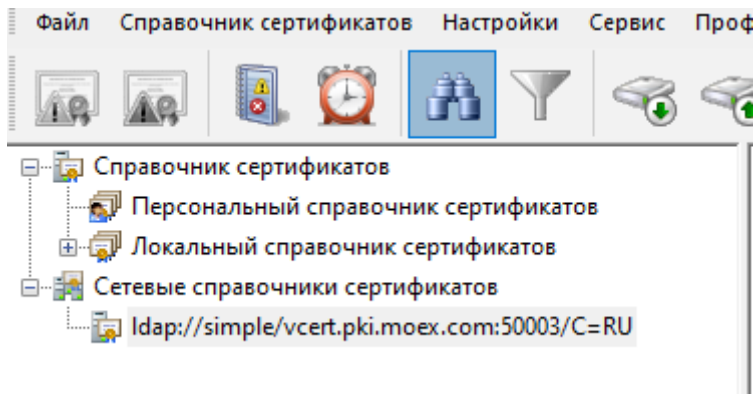 Файл Справочник сертификатов Настройки Сервис Проф
Справочник сертификатов
Персональный справочник сертификатов
Локальный справочник сертификатов
Сетевые справочники сертификатов
ldap://simple/vcert.pki.moex.com:50003/C=RU